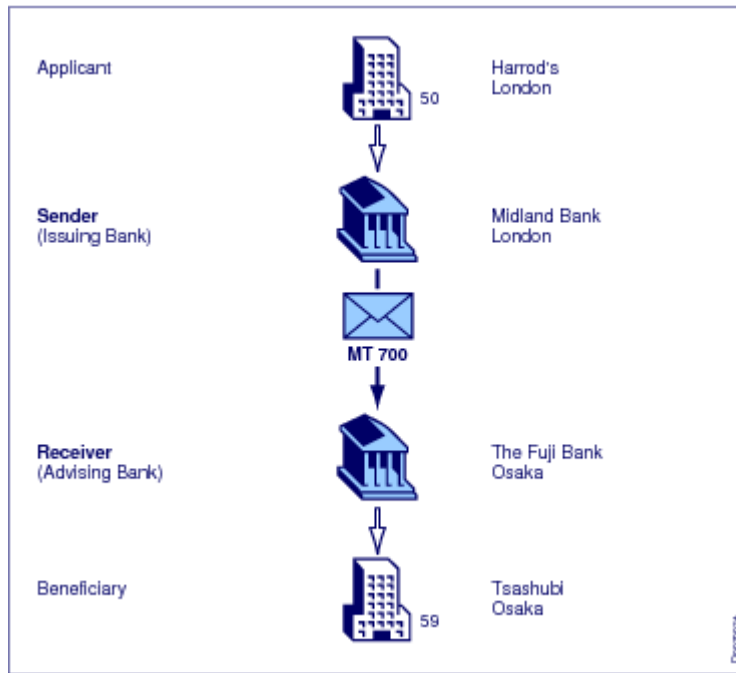 Applicant
50
Harrod's
London
Sender
(Issuing Bank)
Midland Bank
London
MT 700
Receiver
(Advising Bank)
The Fuji Bank
Osaka
Beneficiary
59
Tsashubi
Osaka